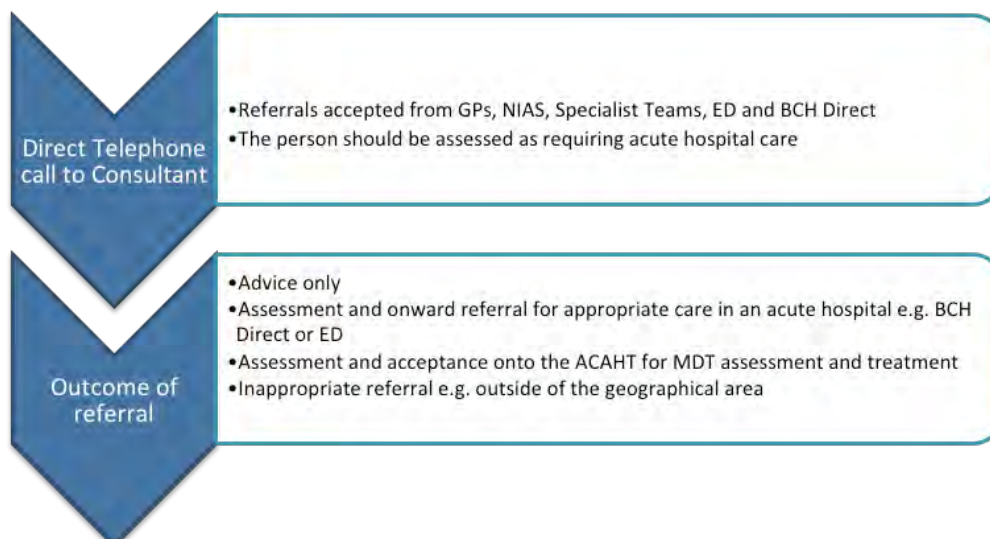 Direct Telephone
call to Consultant
•Referrals accepted from GPs, NIAS, Specialist Teams, ED and BCH Direct
•The person should be assessed as requiring acute hospital care
Outcome of
referral
•Advice only
•Assessment and onward referral for appropriate care in an acute hospital e.g. BCH
Direct or ED
•Assessment and acceptance onto the ACAHT for MDT assessment and treatment
•Inappropriate referral e.g. outside of the geographical area